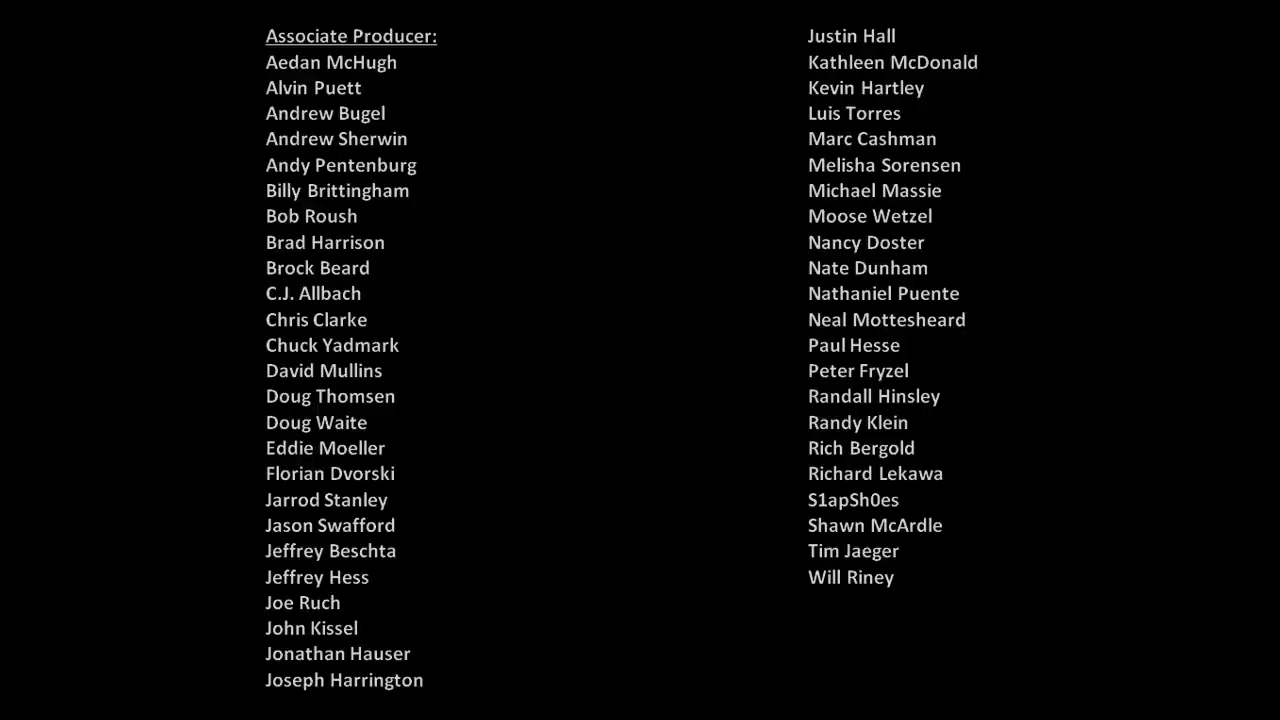 Associate Producer:
Aedan McHugh
Alvin Puett
Andrew Bugel
Andrew Sherwin
Andy Pentenburg
Billy Brittingham
Bob Roush
Brad Harrison
Brock Beard
C.J. Allbach
Chris Clarke
Chuck Yadmark
David Mullins
Doug Thomsen
Doug Waite
Eddie Moeller
Florian Dvorski
Jarrod Stanley
Jason Swafford
Jeffrey Beschta
Jeffrey Hess
Joe Ruch
John Kissel
Jonathan Hauser
Joseph Harrington
Justin Hall
Kathleen McDonald
Kevin Hartley
Luis Torres
Marc Cashman
Melisha Sorensen
Michael Massie
Moose Wetzel
Nancy Doster
Nate Dunham
Nathaniel Puente
Neal Mottesheard
Paul Hesse
Peter Fryzel
Randall Hinsley
Randy Klein
Rich Bergold
Richard Lekawa
S1apSh0es
Shawn McArdle
Tim Jaeger
Will Riney